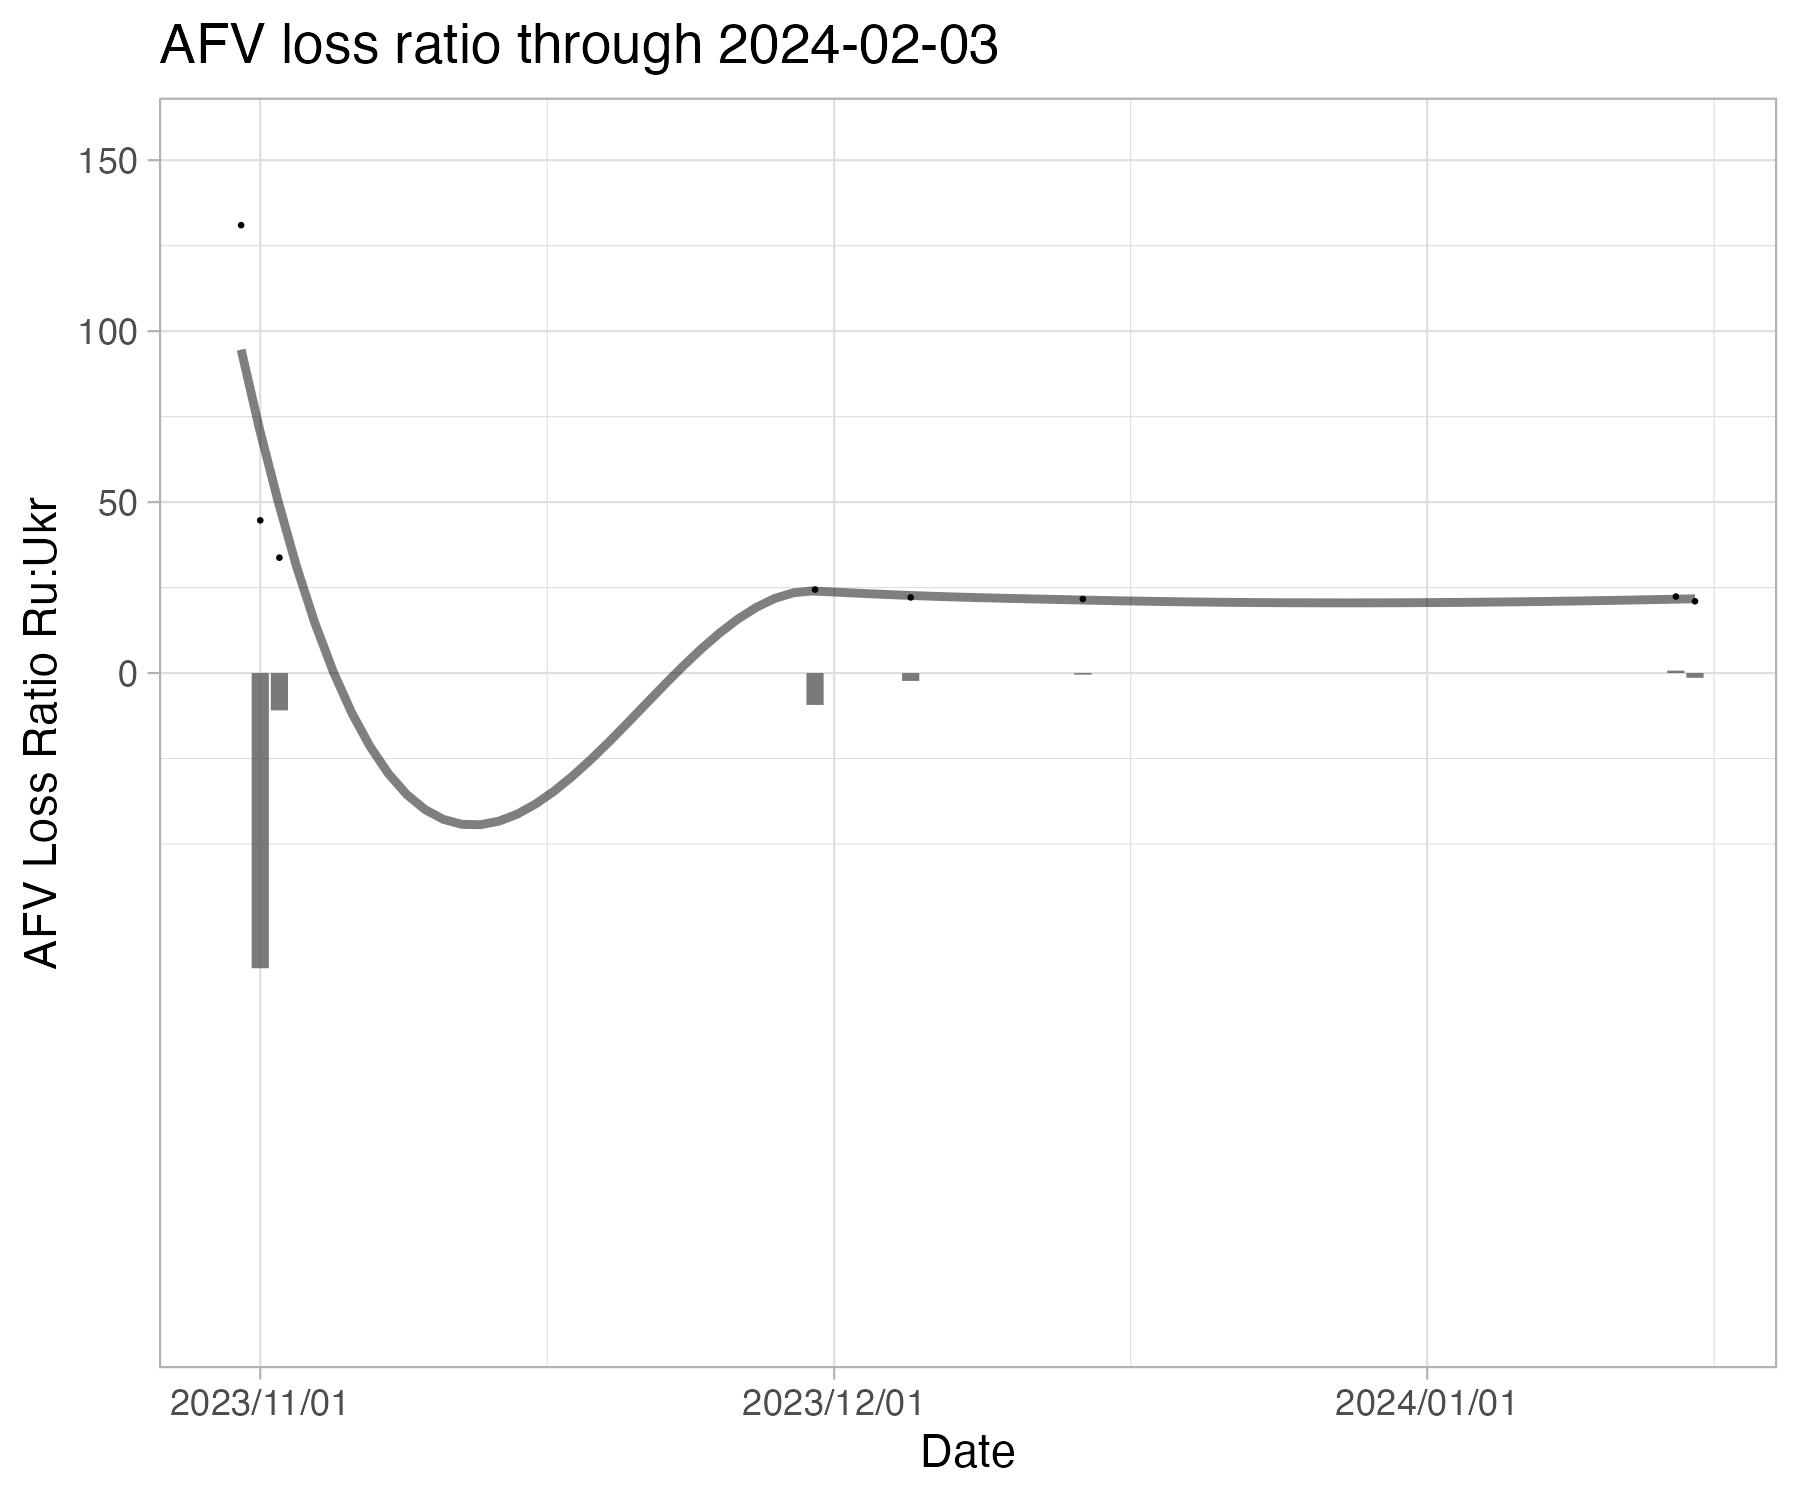 AFV loss ratio through 2024-02-03
AFV Loss Ratio Ru:Ukr
150
100
50
0
2023/11/01
2023/12/01
2024/01/01
Date